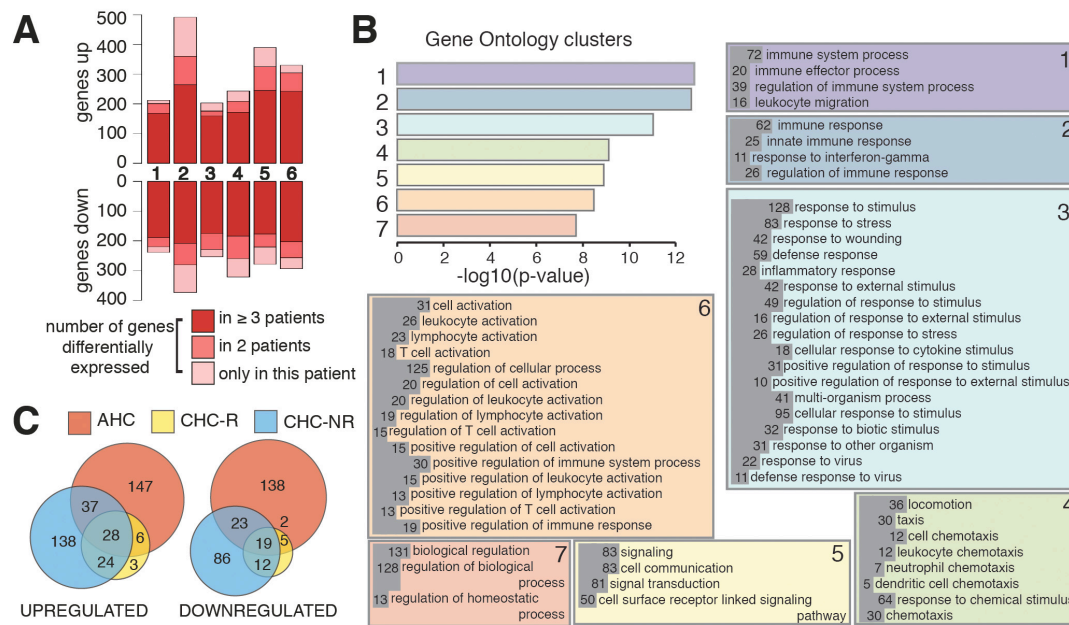 A
500
400
300
200
100
0
genes up
1 2 3 4 5 6
0
100
200
300
400
genes down
number of genes
differentially
expressed
in ≥ 3 patients
in 2 patients
only in this patient
B
Gene Ontology clusters
1
2
3
4
5
6
7
0 2 4 6 8 10 12
-log10(p-value)
1
72 immune system process
20 immune effector process
39 regulation of immune system process
16 leukocyte migration
2
62 immune response
25 innate immune response
11 response to interferon-gamma
26 regulation of immune response
3
128 response to stimulus
83 response to stress
42 response to wounding
59 defense response
28 inflammatory response
42 response to external stimulus
49 regulation of response to stimulus
16 regulation of response to external stimulus
26 regulation of response to stress
18 cellular response to cytokine stimulus
31 positive regulation of response to stimulus
10 positive regulation of response to external stimulus
41 multi-organism process
95 cellular response to stimulus
32 response to biotic stimulus
31 response to other organism
22 response to virus
11 defense response to virus
6
31 cell activation
26 leukocyte activation
23 lymphocyte activation
18 T cell activation
125 regulation of cellular process
20 regulation of cell activation
20 regulation of leukocyte activation
19 regulation of lymphocyte activation
15 regulation of T cell activation
15 positive regulation of cell activation
30 positive regulation of immune system process
15 positive regulation of leukocyte activation
13 positive regulation of lymphocyte activation
13 positive regulation of T cell activation
19 positive regulation of immune response
7
131 biological regulation
128 regulation of biological
process
13 regulation of homeostatic
process
5
83 signaling
83 cell communication
81 signal transduction
50 cell surface receptor linked signaling
pathway
4
36 locomotion
30 taxis
12 cell chemotaxis
12 leukocyte chemotaxis
7 neutrophil chemotaxis
5 dendritic cell chemotaxis
64 response to chemical stimulus
30 chemotaxis
C
AHC CHC-R CHC-NR
147
37
138
28
6
24
3
UPREGULATED
138
23
2
19
5
86
12
DOWNREGULATED